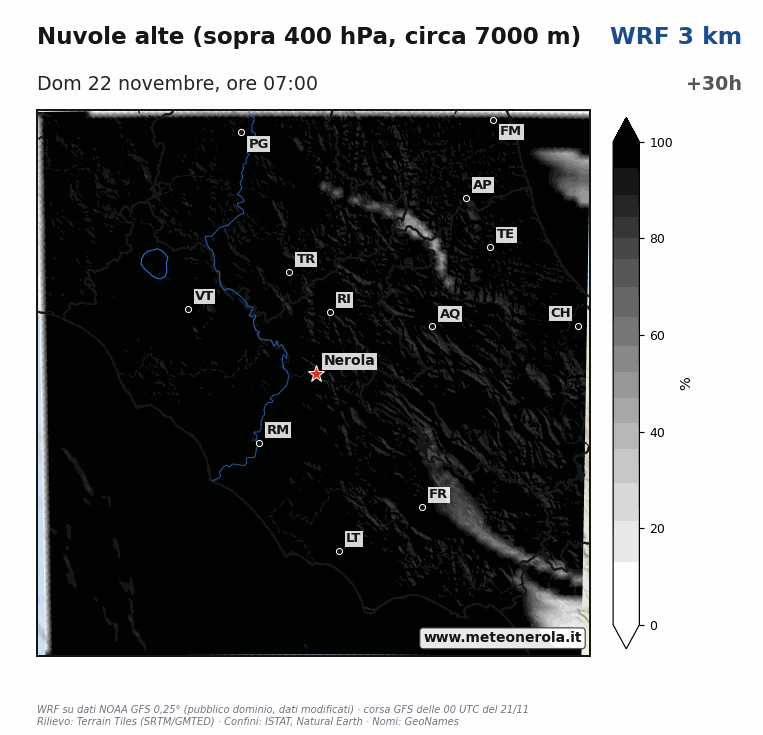 Nuvole alte (sopra 400 hPa, circa 7000 m) WRF 3 km
Dom 22 novembre, ore 07:00 +30h
PG
FM
AP
TE
TR
VT
RI
AQ
CH
Nerola
RM
FR
LT
www.meteonerola.it
100
80
60
40
20
0
%
WRF su dati NOAA GFS 0,25° (pubblico dominio, dati modificati) · corsa GFS delle 00 UTC del 21/11
Rilievo: Terrain Tiles (SRTM/GMTED) · Confini: ISTAT, Natural Earth · Nomi: GeoNames